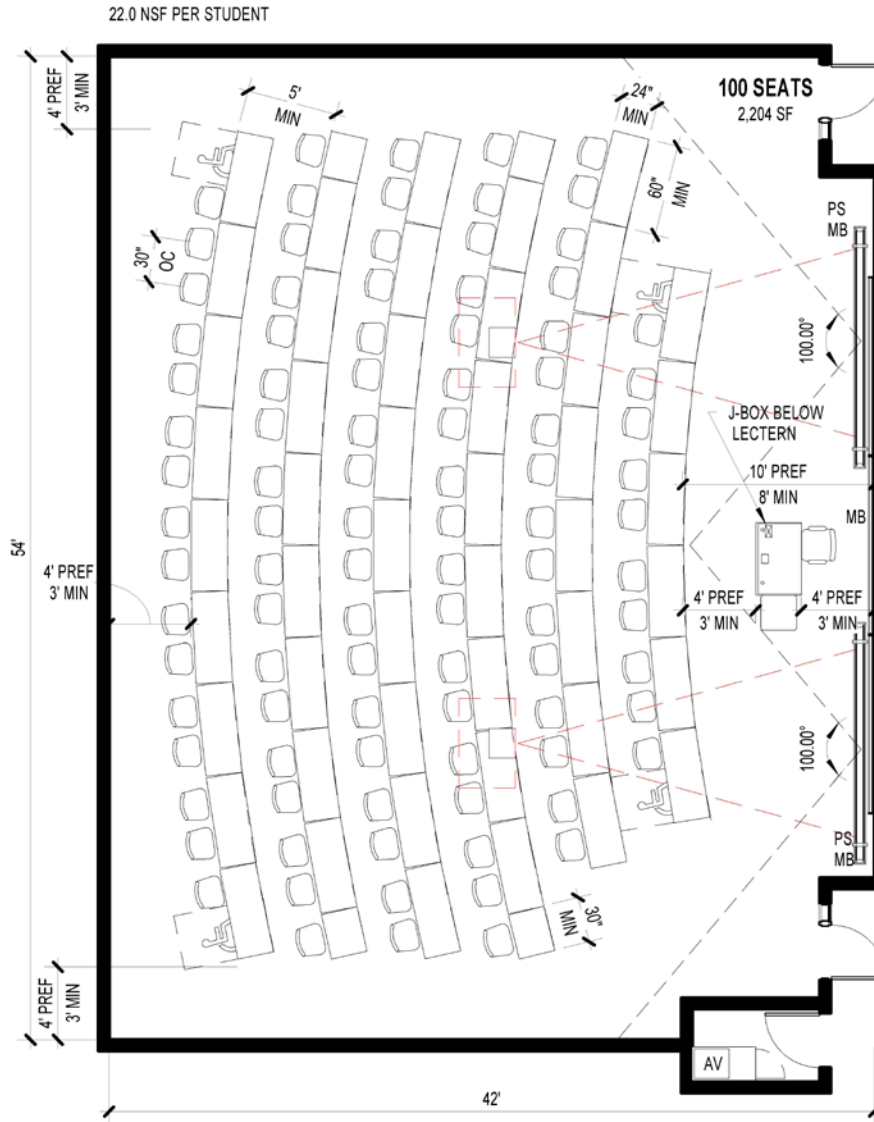 22.0 NSF PER STUDENT
4' PREF
3' MIN
5'
MIN
24"
MIN
100 SEATS
2,204 SF
60"
MIN
30"
OC
PS
MB
100.00°
J-BOX BELOW
LECTERN
10' PREF
8' MIN
MB
54'
4' PREF
3' MIN
4' PREF
3' MIN
4' PREF
3' MIN
100.00°
PS
MB
30"
MIN
4' PREF
3' MIN
AV
42'